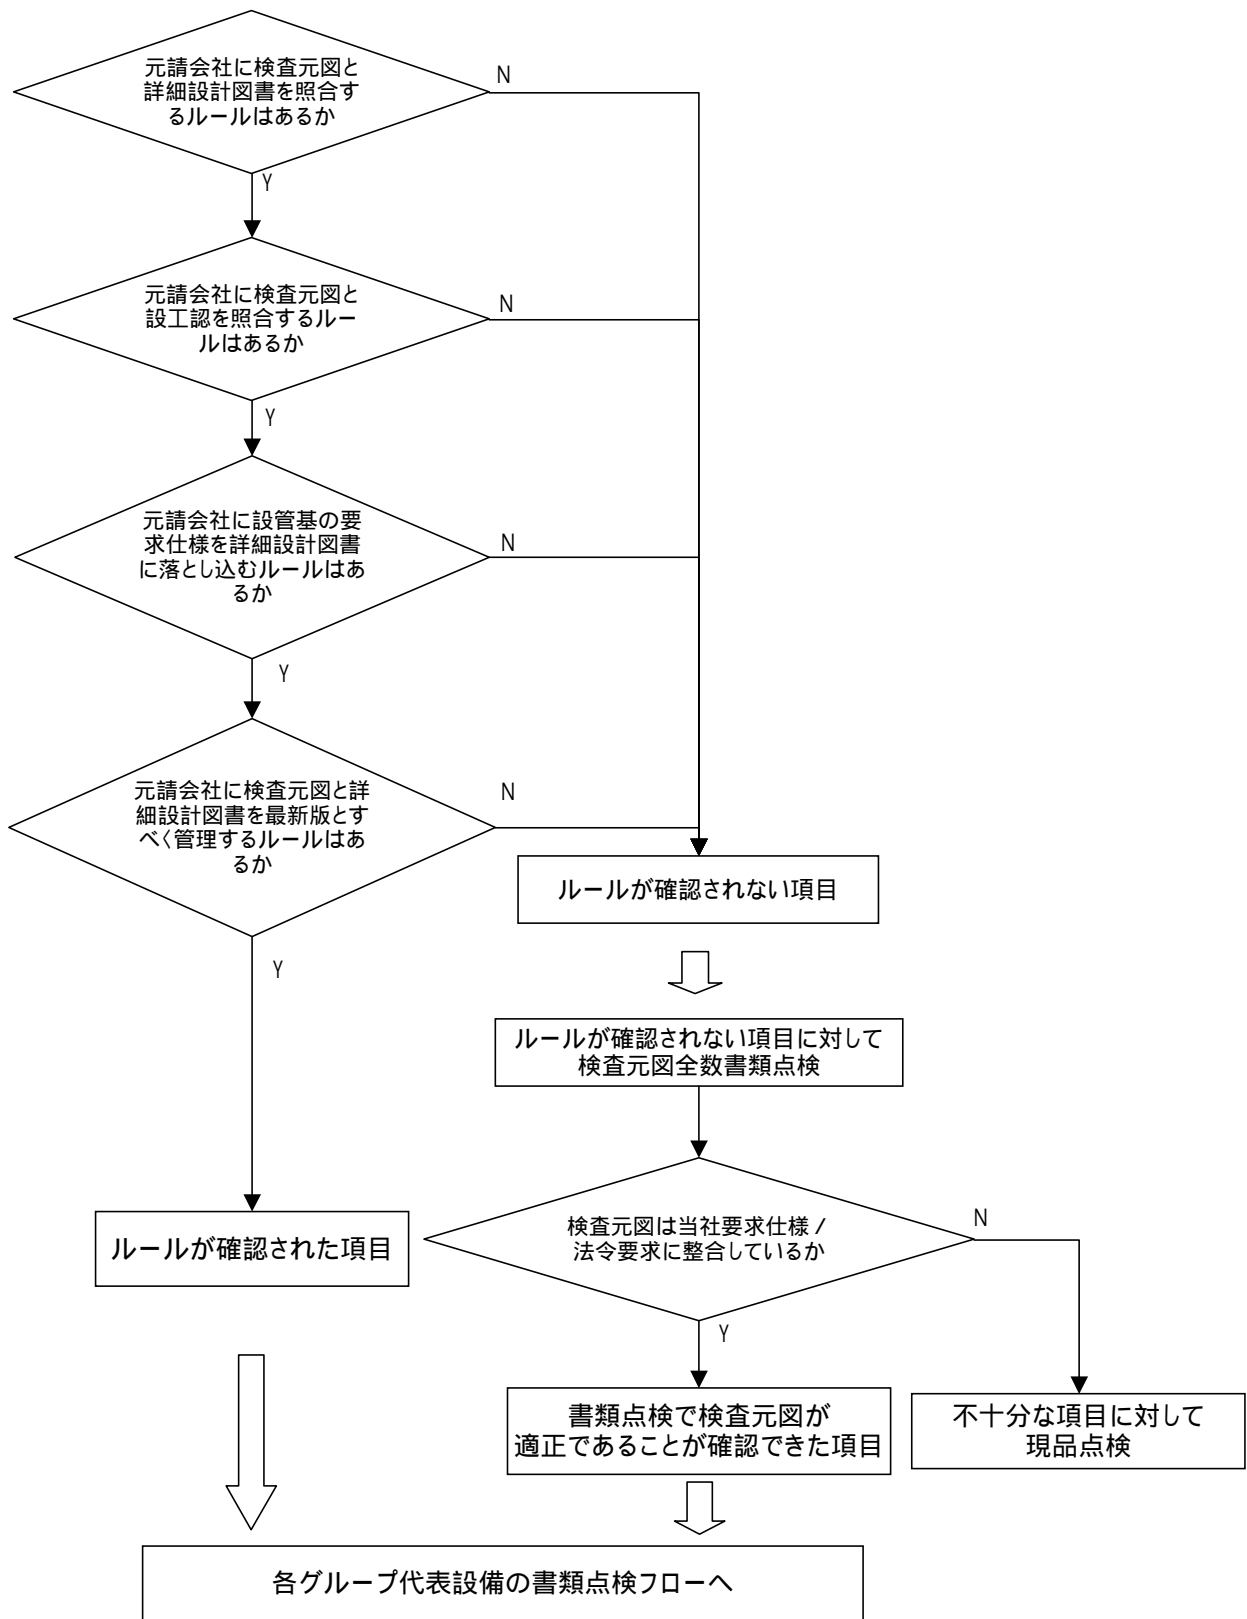 元請会社に検査元図と
詳細設計図書を照合す
るルールはあるか
N
Y
元請会社に検査元図と
設工認を照合するルー
ルはあるか
N
Y
元請会社に設管基の要
求仕様を詳細設計図書
に落とし込むルールはあ
るか
N
Y
元請会社に検査元図と詳
細設計図書を最新版とす
べく管理するルールはあ
るか
N
Y
ルールが確認されない項目
ルールが確認されない項目に対して
検査元図全数書類点検
ルールが確認された項目
検査元図は当社要求仕様/
法令要求に整合しているか
N
Y
書類点検で検査元図が
適正であることが確認できた項目
不十分な項目に対して
現品点検
各グループ代表設備の書類点検フローへ